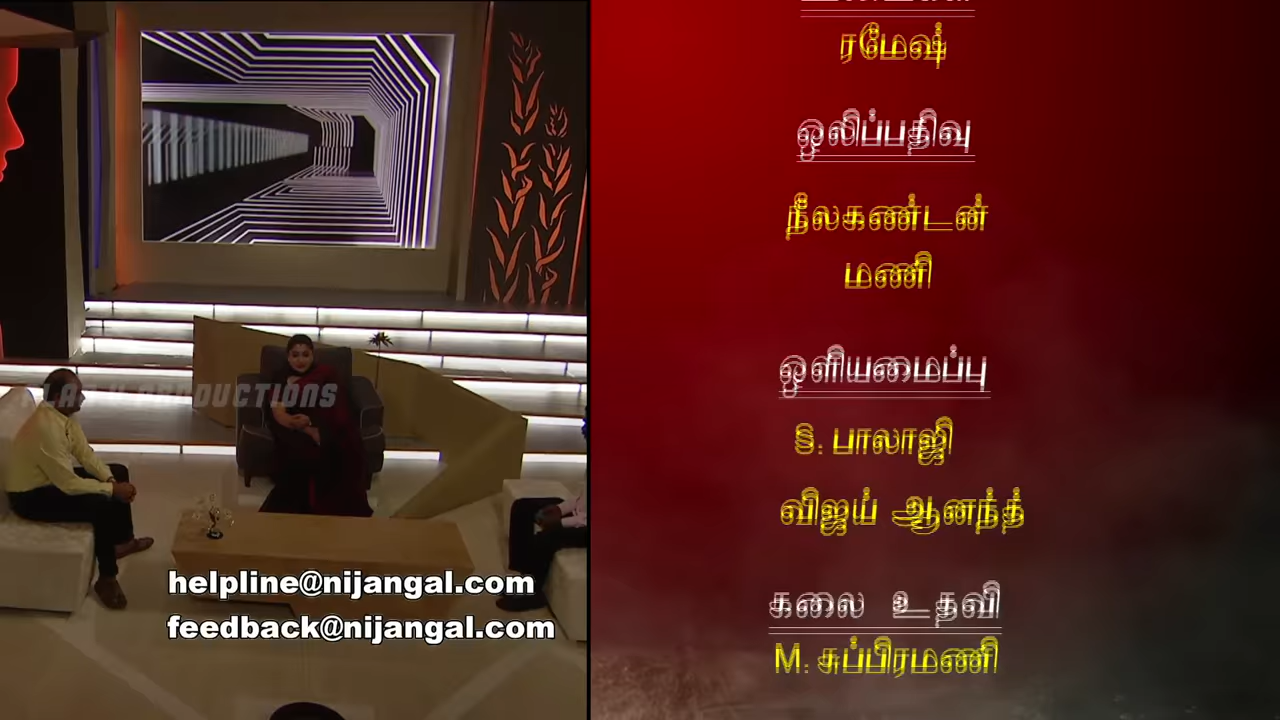 ரமேஷ்
ஒலிப்பதிவு
நீலகண்டன்
மணி
ஒளியமைப்பு
S. பாலாஜி
விஜய் ஆனந்த்
கலை உதவி
M. சுப்பிரமணி
PRODUCTIONS
helpline@nijangal.com
feedback@nijangal.com